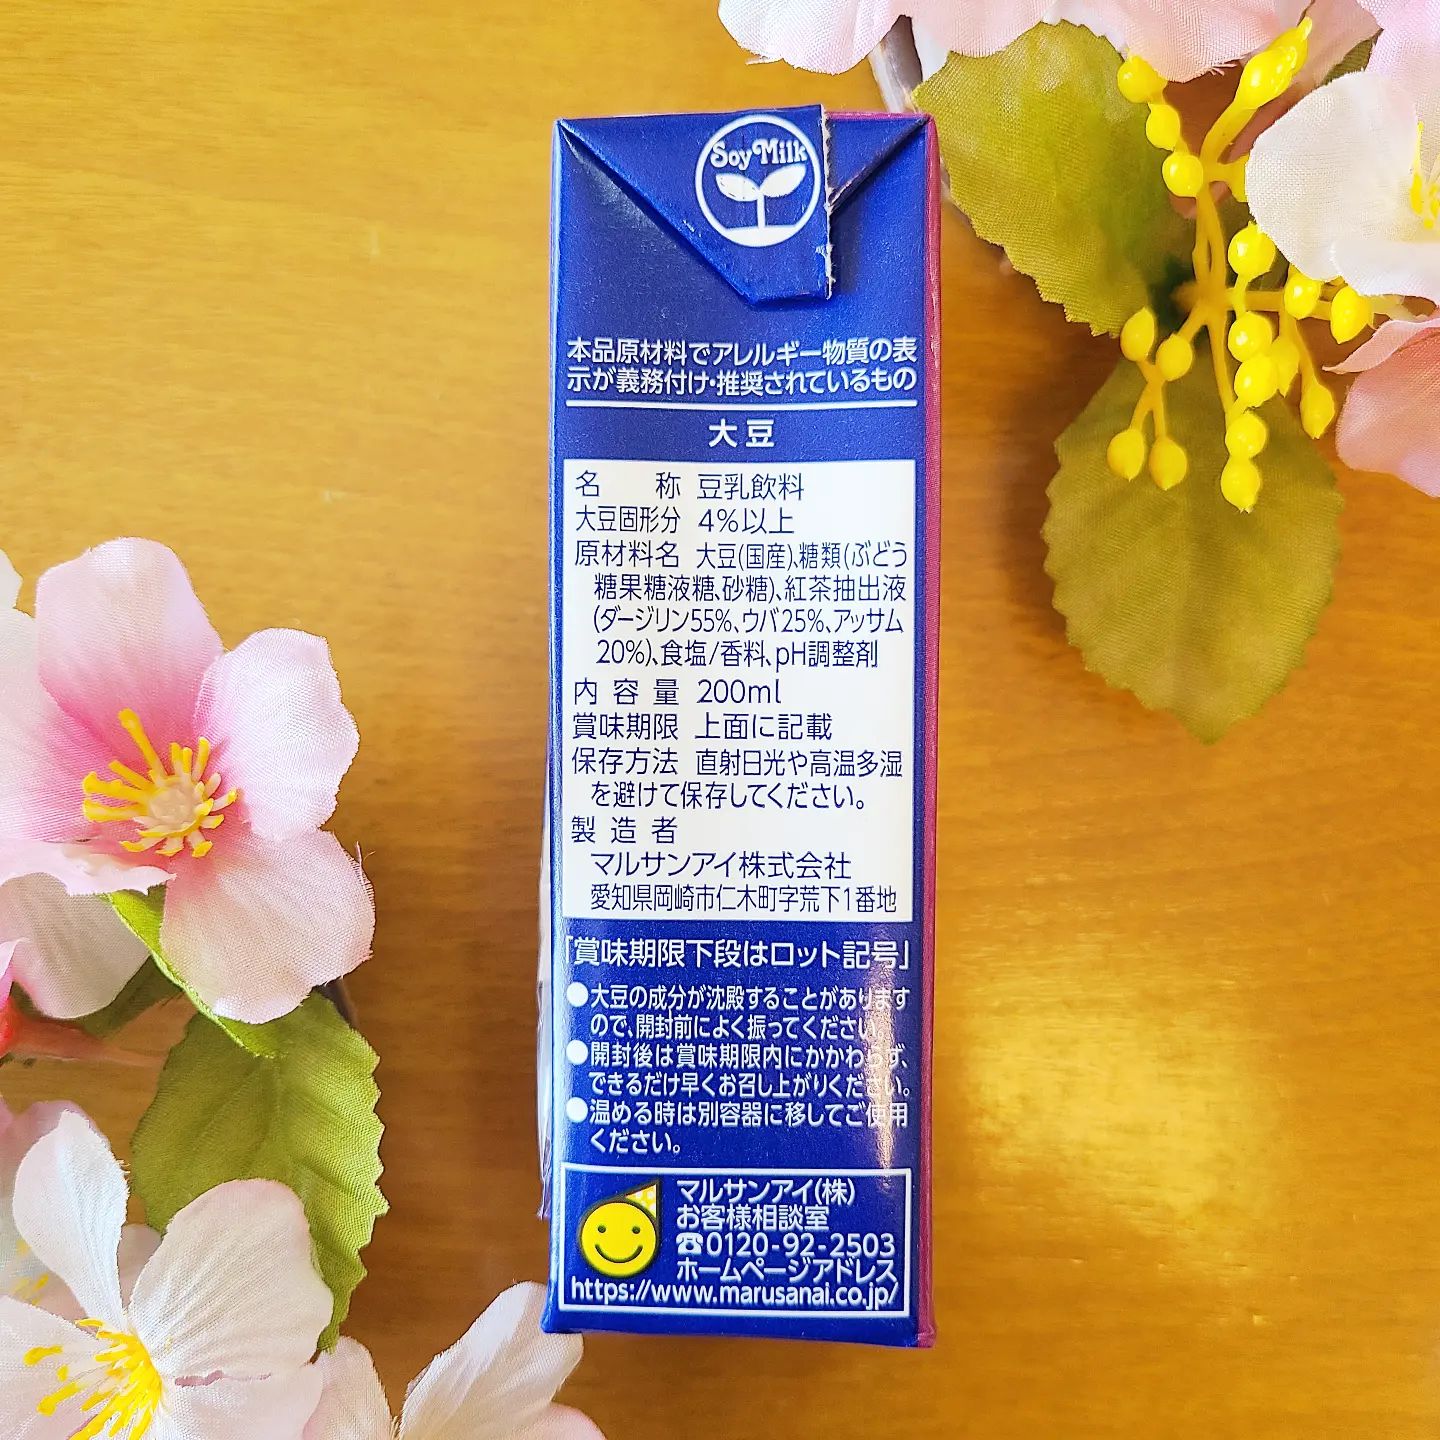 Soy Milk
本品原材料でアレルギー物質の表
示が義務付け・推奨されているもの
大豆
名称 豆乳飲料
大豆固形分 4%以上
原材料名 大豆(国産)、糖類(ぶどう
糖果糖液糖、砂糖)、紅茶抽出液
(ダージリン55%、ウバ25%、アッサム
20%)、食塩/香料、pH調整剤
内容量 200ml
賞味期限 上面に記載
保存方法 直射日光や高温多湿
を避けて保存してください。
製造者
マルサンアイ株式会社
愛知県岡崎市仁木町字荒下1番地
「賞味期限下段はロット記号」
●大豆の成分が沈殿することがあります
ので、開封前によく振ってください。
●開封後は賞味期限内にかかわらず、
できるだけ早くお召し上がりください。
●温める時は別容器に移してご使用
ください。
マルサンアイ(株)
お客様相談室
☎0120-92-2503
ホームページアドレス
https://www.marusanai.co.jp/